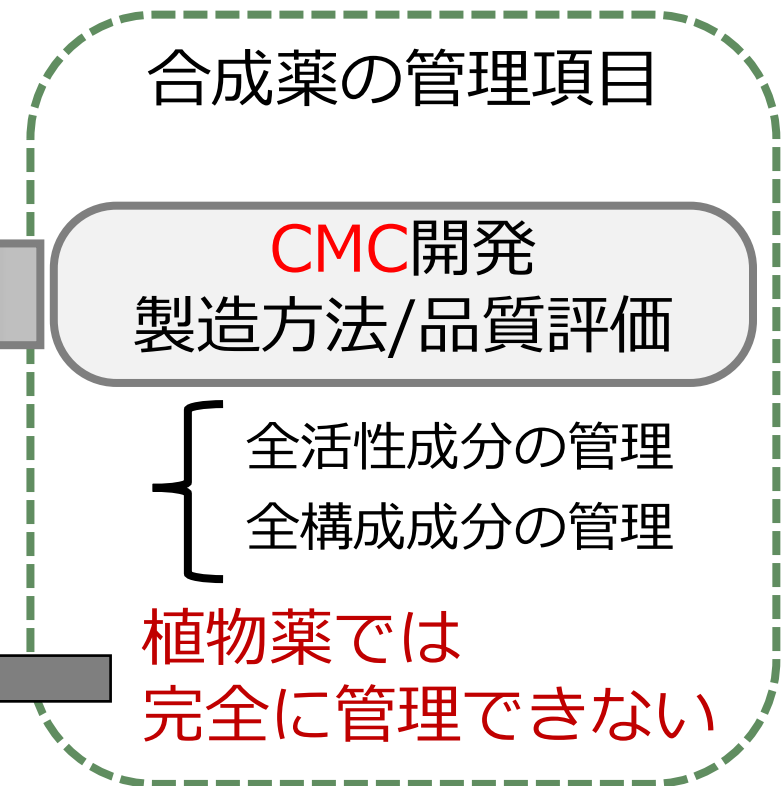 合成薬の管理項目
CMC開発
製造方法/品質評価
全活性成分の管理
全構成成分の管理
植物薬では
完全に管理できない